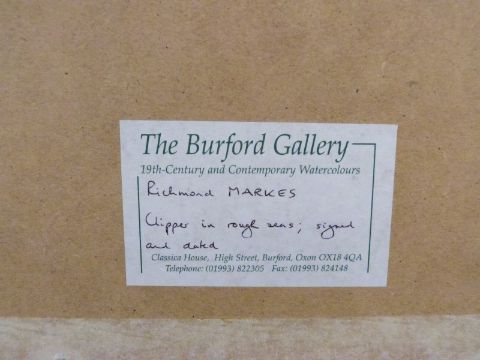 The Burford Gallery
19th-Century and Contemporary Watercolours
Richmond MARKES
Clipper in rough seas; signed
and dated
Classica House, High Street, Burford, Oxon OX18 4QA
Telephone: (01993) 822305 Fax: (01993) 824148